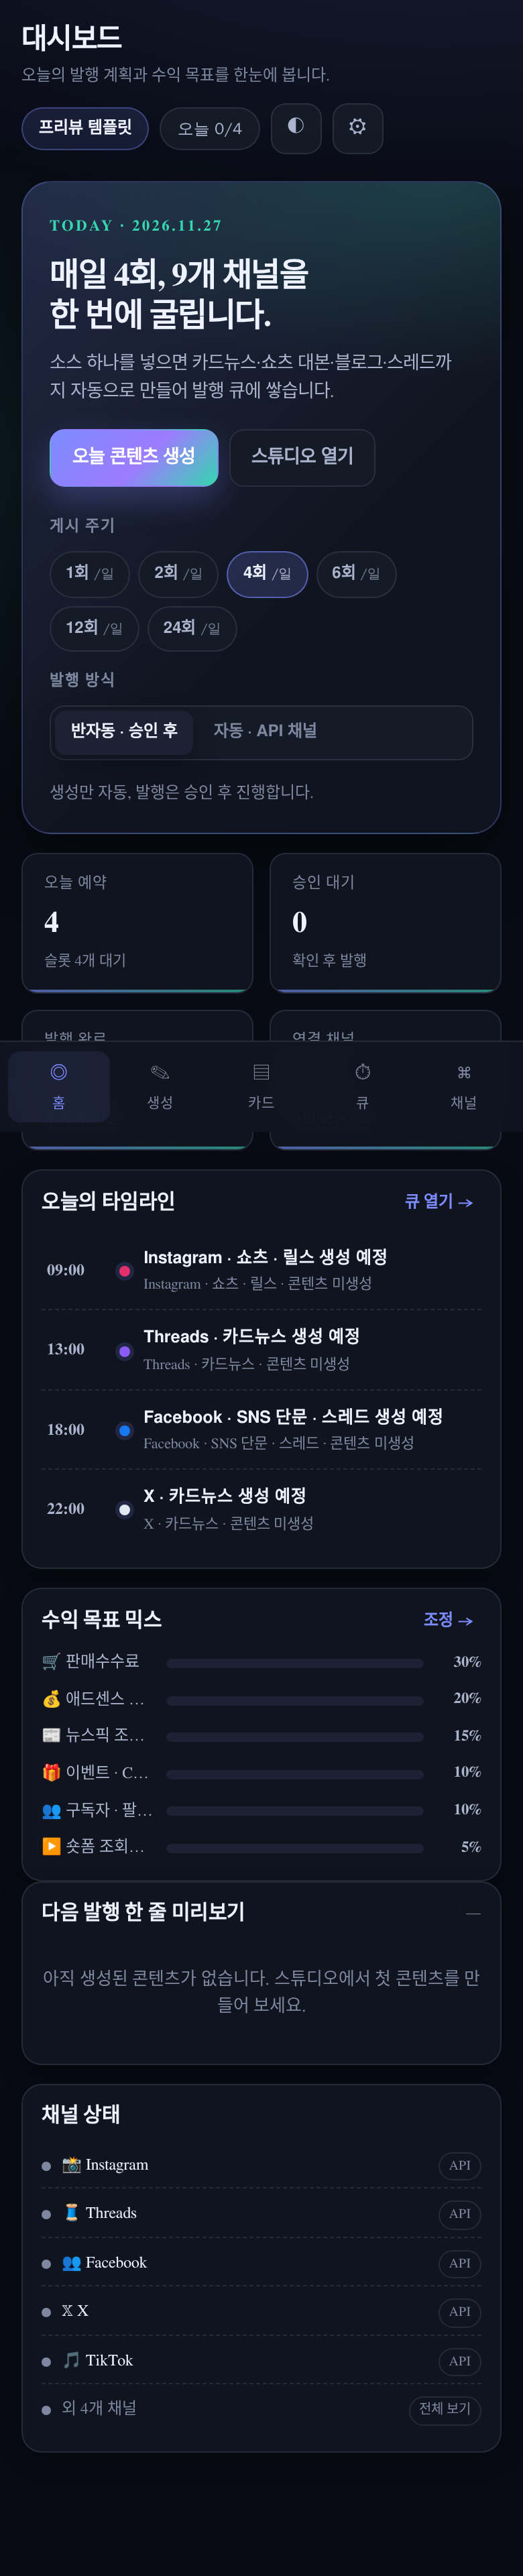 대시보드
오늘의 발행 계획과 수익 목표를 한눈에 봅니다.
프리뷰 템플릿
오늘 0/4
TODAY · 2026.11.27
매일 4회, 9개 채널을
한 번에 굴립니다.
소스 하나를 넣으면 카드뉴스·쇼츠 대본·블로그·스레드까
지 자동으로 만들어 발행 큐에 쌓습니다.
오늘 콘텐츠 생성
스튜디오 열기
게시 주기
1회 /일
2회 /일
4회 /일
6회 /일
12회 /일
24회 /일
발행 방식
반자동 · 승인 후
자동 · API 채널
생성만 자동, 발행은 승인 후 진행합니다.
오늘 예약
4
슬롯 4개 대기
승인 대기
0
확인 후 발행
발행 완료
연결 채널
홈
생성
카드
큐
채널
오늘의 타임라인
큐 열기 →
09:00
Instagram · 쇼츠 · 릴스 생성 예정
Instagram · 쇼츠 · 릴스 · 콘텐츠 미생성
13:00
Threads · 카드뉴스 생성 예정
Threads · 카드뉴스 · 콘텐츠 미생성
18:00
Facebook · SNS 단문 · 스레드 생성 예정
Facebook · SNS 단문 · 스레드 · 콘텐츠 미생성
22:00
X · 카드뉴스 생성 예정
X · 카드뉴스 · 콘텐츠 미생성
수익 목표 믹스
조정 →
🛒 판매수수료
30%
💰 애드센스 …
20%
📰 뉴스픽 조…
15%
🎁 이벤트 · C…
10%
👥 구독자 · 팔…
10%
▶️ 숏폼 조회…
5%
다음 발행 한 줄 미리보기
—
아직 생성된 콘텐츠가 없습니다. 스튜디오에서 첫 콘텐츠를 만
들어 보세요.
채널 상태
📸 Instagram
API
🧵 Threads
API
👥 Facebook
API
𝕏 X
API
🎵 TikTok
API
외 4개 채널
전체 보기